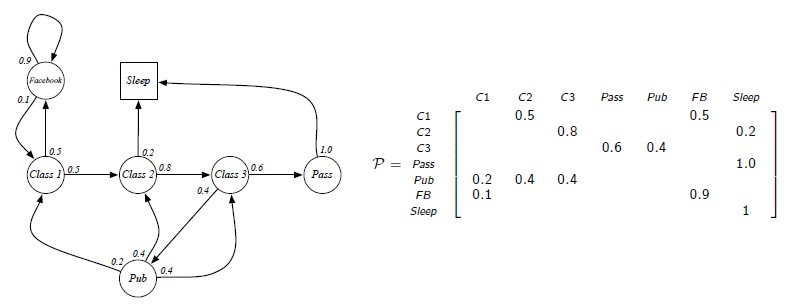 0.9
Facebook
Sleep
0.1
0.5
0.2
1.0
Class 1
0.5
Class 2
0.8
Class 3
0.6
Pass
0.4
0.2
0.4
0.4
Pub
C1 C2 C3 Pass Pub FB Sleep
C1 0.5 0.5
C2 0.8 0.2
C3 0.6 0.4
P = Pass 1.0
Pub 0.2 0.4 0.4
FB 0.1 0.9
Sleep 1